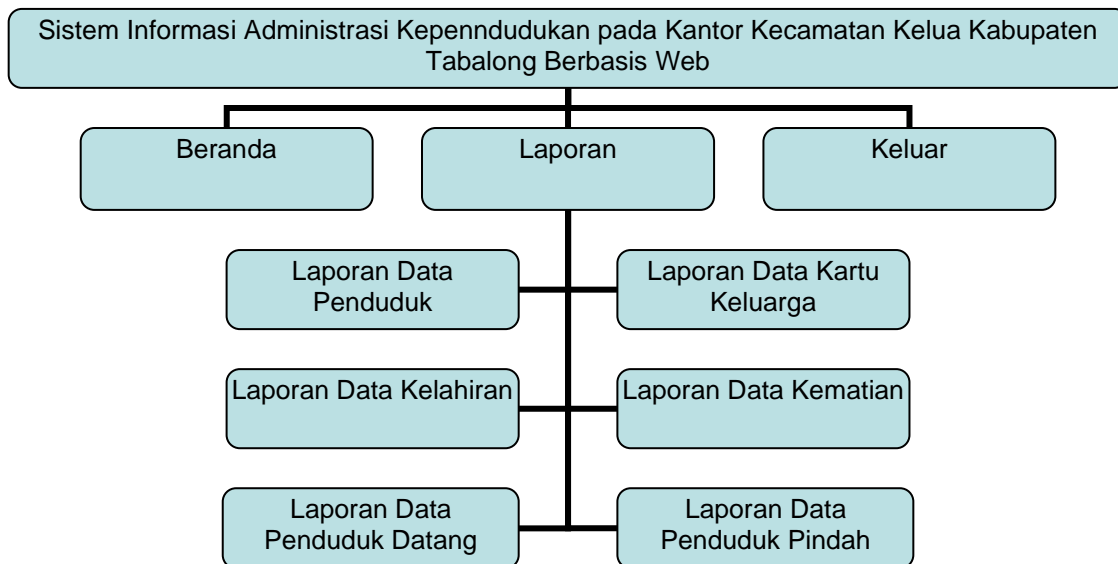 Sistem Informasi Administrasi Kepenndudukan pada Kantor Kecamatan Kelua Kabupaten
Tabalong Berbasis Web
Beranda
Laporan
Keluar
Laporan Data
Penduduk
Laporan Data Kartu
Keluarga
Laporan Data Kelahiran
Laporan Data Kematian
Laporan Data
Penduduk Datang
Laporan Data
Penduduk Pindah